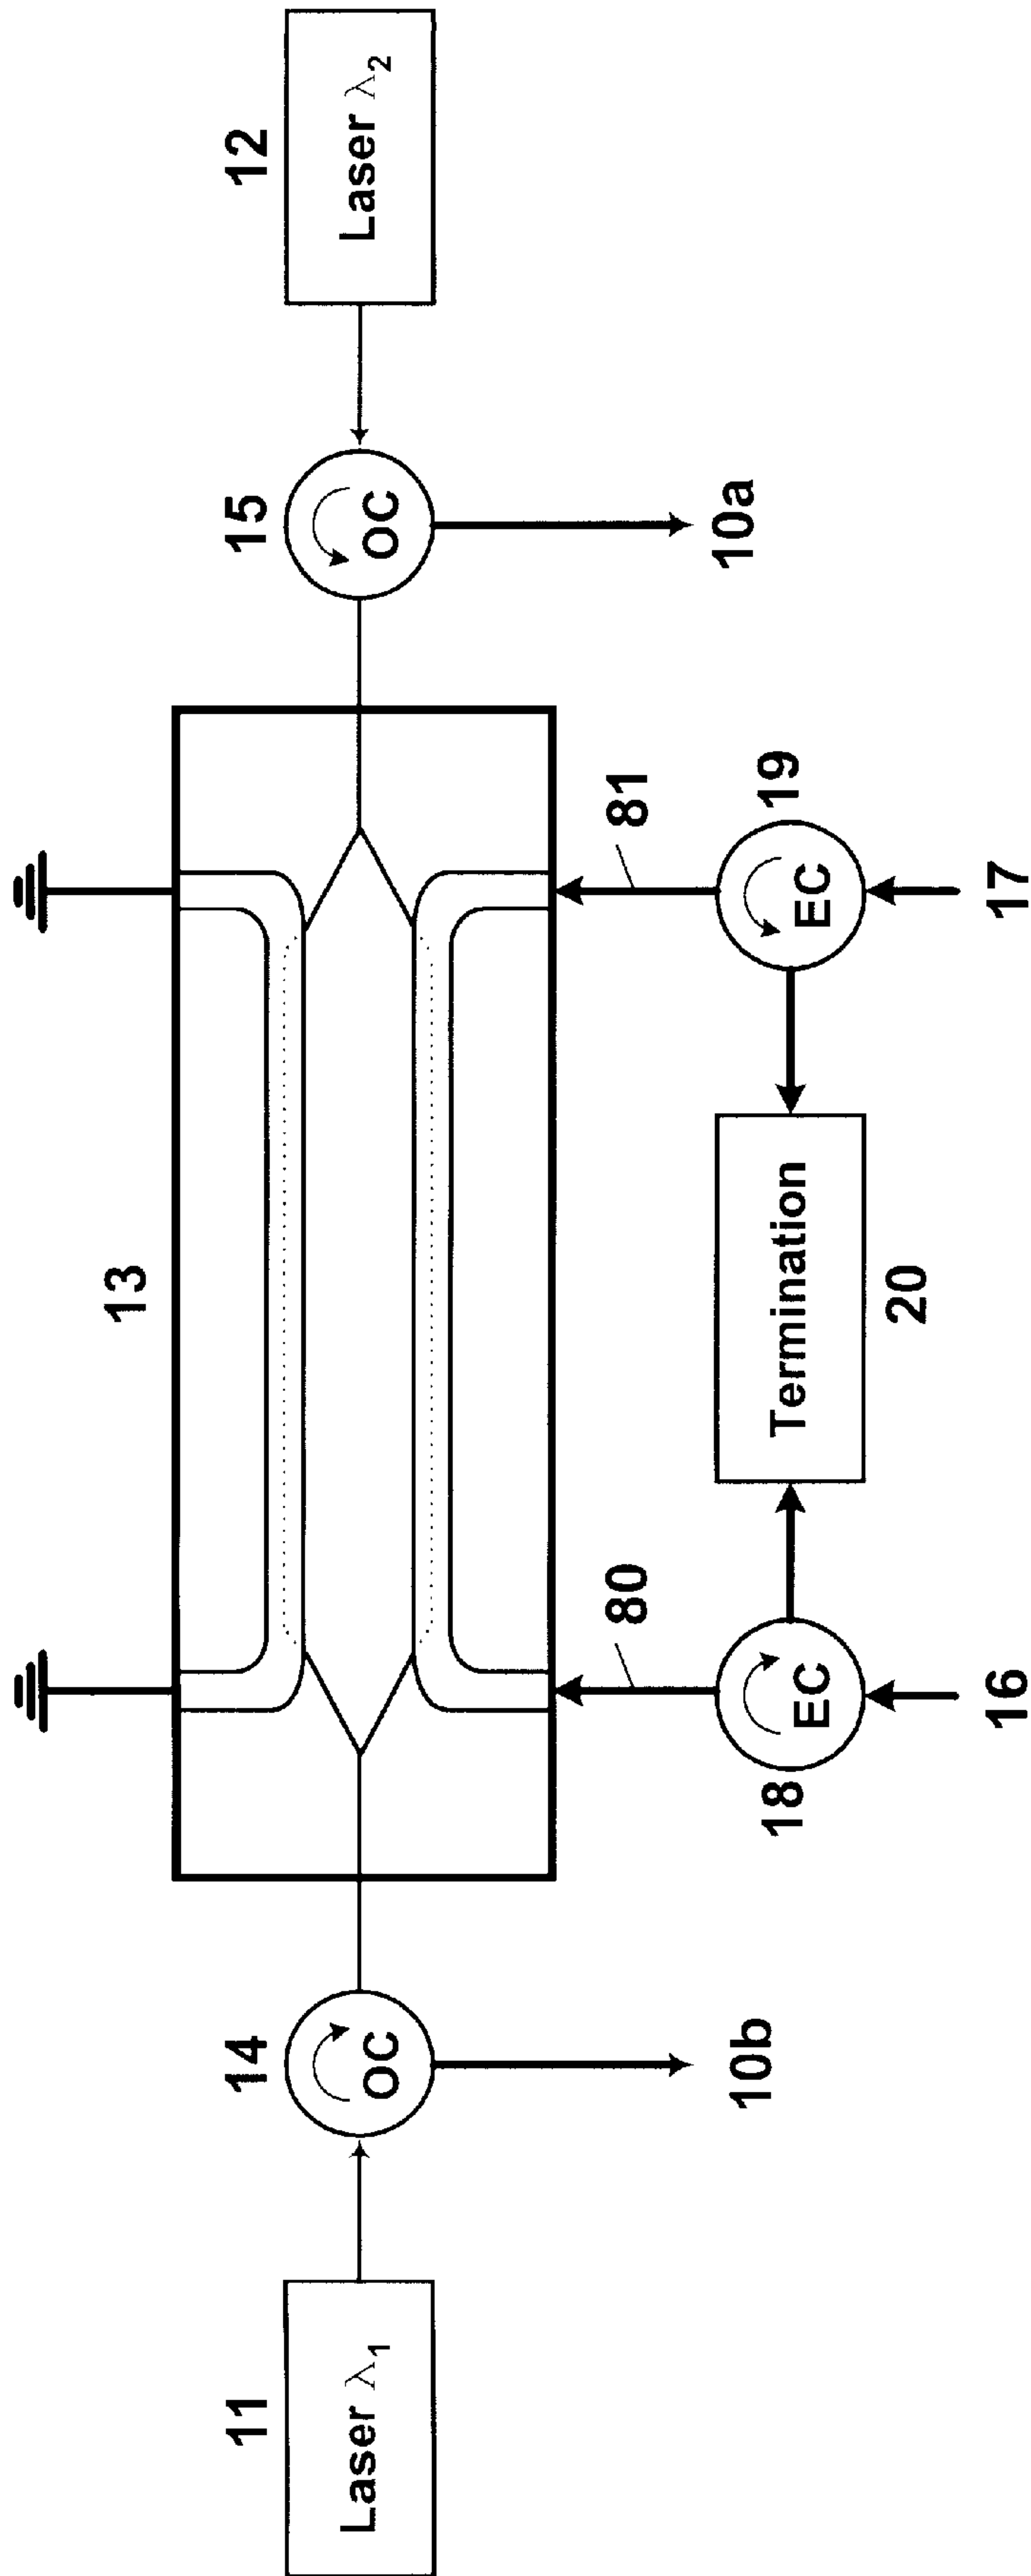 11
Laser λ₁
14
OC
10b
13
15
OC
10a
12
Laser λ₂
80
81
18
EC
16
Termination
20
19
EC
17